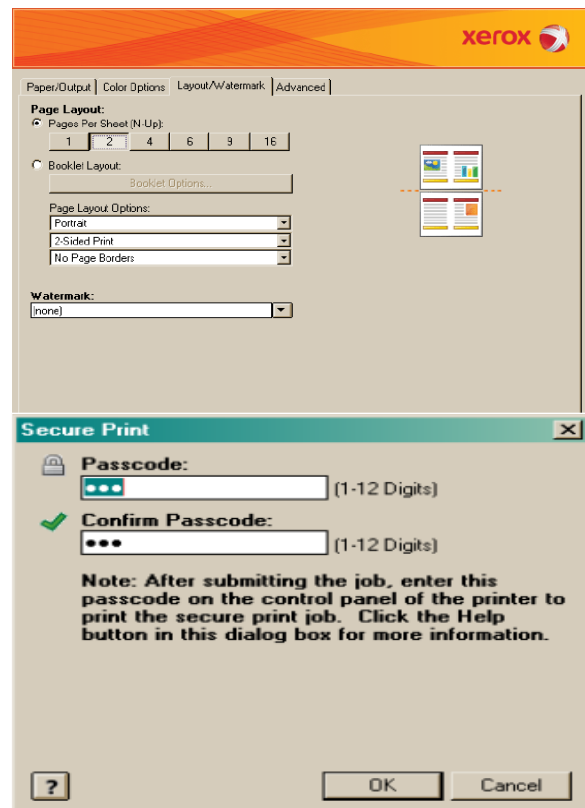 xerox
Paper/Output Color Options Layout/Watermark Advanced
Page Layout:
Pages Per Sheet (N-Up):
1 2 4 6 9 16
Booklet Layout:
Booklet Options...
Page Layout Options:
Portrait
2-Sided Print
No Page Borders
Watermark:
(none)
Secure Print
Passcode:
(1-12 Digits)
Confirm Passcode:
(1-12 Digits)
Note: After submitting the job, enter this
passcode on the control panel of the printer to
print the secure print job. Click the Help
button in this dialog box for more information.
? OK Cancel